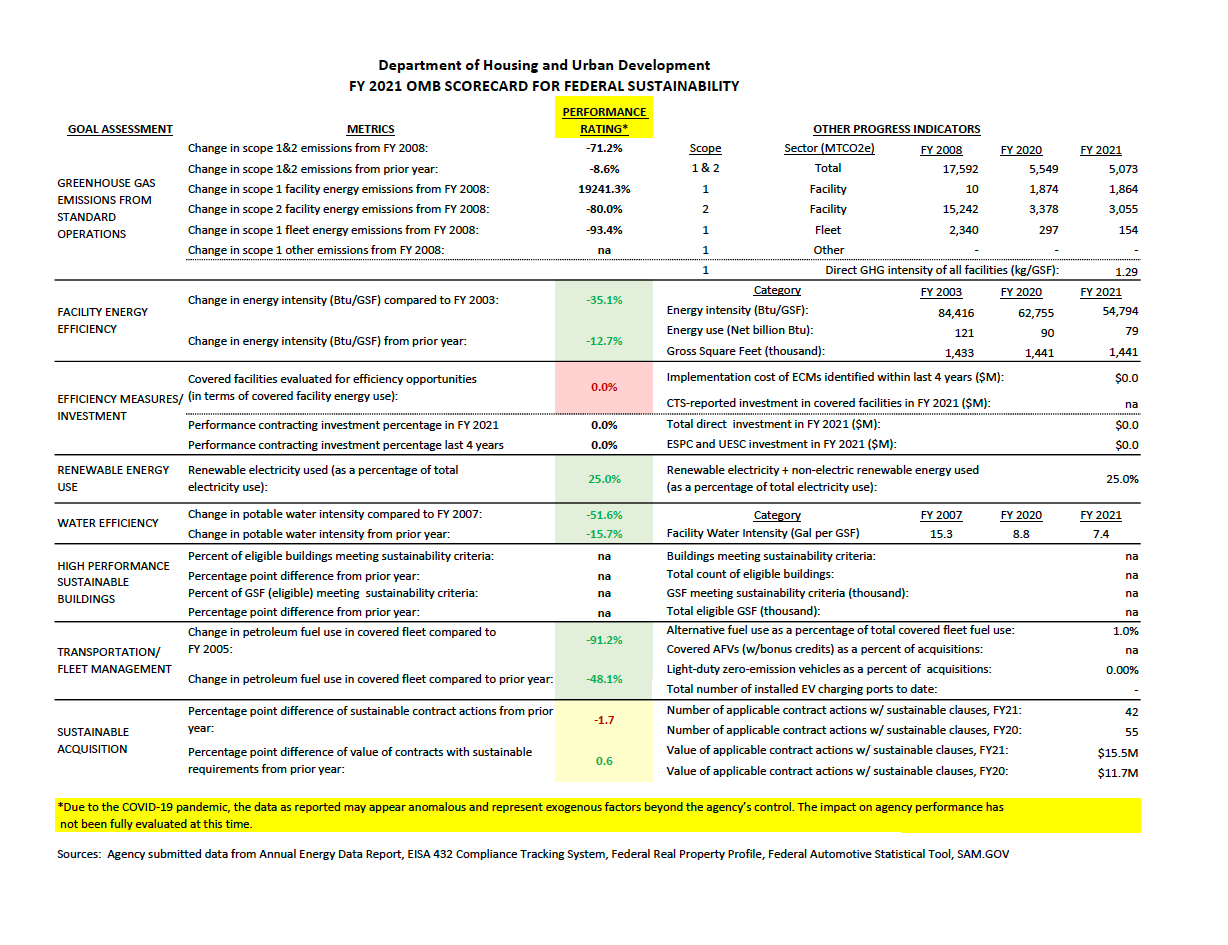 Department of Housing and Urban Development
FY 2021 OMB SCORECARD FOR FEDERAL SUSTAINABILITY
GOAL ASSESSMENT METRICS PERFORMANCE RATING* OTHER PROGRESS INDICATORS
GREENHOUSE GAS
EMISSIONS FROM
STANDARD
OPERATIONS
Change in scope 1&2 emissions from FY 2008: -71.2% Scope Sector (MTCO2e) FY 2008 FY 2020 FY 2021
Change in scope 1&2 emissions from prior year: -8.6% 1 & 2 Total 17,592 5,549 5,073
Change in scope 1 facility energy emissions from FY 2008: 19241.3% 1 Facility 10 1,874 1,864
Change in scope 2 facility energy emissions from FY 2008: -80.0% 2 Facility 15,242 3,378 3,055
Change in scope 1 fleet energy emissions from FY 2008: -93.4% 1 Fleet 2,340 297 154
Change in scope 1 other emissions from FY 2008: na 1 Other - - -
1 Direct GHG intensity of all facilities (kg/GSF): 1.29
FACILITY ENERGY
EFFICIENCY
Change in energy intensity (Btu/GSF) compared to FY 2003: -35.1%
Change in energy intensity (Btu/GSF) from prior year: -12.7%
Category FY 2003 FY 2020 FY 2021
Energy intensity (Btu/GSF): 84,416 62,755 54,794
Energy use (Net billion Btu): 121 90 79
Gross Square Feet (thousand): 1,433 1,441 1,441
EFFICIENCY MEASURES/
INVESTMENT
Covered facilities evaluated for efficiency opportunities
(in terms of covered facility energy use): 0.0%
Implementation cost of ECMs identified within last 4 years ($M): $0.0
CTS-reported investment in covered facilities in FY 2021 ($M): na
Performance contracting investment percentage in FY 2021 0.0% Total direct investment in FY 2021 ($M): $0.0
Performance contracting investment percentage last 4 years 0.0% ESPC and UESC investment in FY 2021 ($M): $0.0
RENEWABLE ENERGY
USE
Renewable electricity used (as a percentage of total
electricity use): 25.0%
Renewable electricity + non-electric renewable energy used
(as a percentage of total electricity use): 25.0%
WATER EFFICIENCY
Change in potable water intensity compared to FY 2007: -51.6% Category FY 2007 FY 2020 FY 2021
Change in potable water intensity from prior year: -15.7% Facility Water Intensity (Gal per GSF) 15.3 8.8 7.4
HIGH PERFORMANCE
SUSTAINABLE
BUILDINGS
Percent of eligible buildings meeting sustainability criteria: na Buildings meeting sustainability criteria: na
Percentage point difference from prior year: na Total count of eligible buildings: na
Percent of GSF (eligible) meeting sustainability criteria: na GSF meeting sustainability criteria (thousand): na
Percentage point difference from prior year: na Total eligible GSF (thousand): na
TRANSPORTATION/
FLEET MANAGEMENT
Change in petroleum fuel use in covered fleet compared to
FY 2005: -91.2%
Change in petroleum fuel use in covered fleet compared to prior year: -48.1%
Alternative fuel use as a percentage of total covered fleet fuel use: 1.0%
Covered AFVs (w/bonus credits) as a percent of acquisitions: na
Light-duty zero-emission vehicles as a percent of acquisitions: 0.00%
Total number of installed EV charging ports to date: -
SUSTAINABLE
ACQUISITION
Percentage point difference of sustainable contract actions from prior
year: -1.7
Percentage point difference of value of contracts with sustainable
requirements from prior year: 0.6
Number of applicable contract actions w/ sustainable clauses, FY21: 42
Number of applicable contract actions w/ sustainable clauses, FY20: 55
Value of applicable contract actions w/ sustainable clauses, FY21: $15.5M
Value of applicable contract actions w/ sustainable clauses, FY20: $11.7M
*Due to the COVID-19 pandemic, the data as reported may appear anomalous and represent exogenous factors beyond the agency's control. The impact on agency performance has
not been fully evaluated at this time.
Sources: Agency submitted data from Annual Energy Data Report, EISA 432 Compliance Tracking System, Federal Real Property Profile, Federal Automotive Statistical Tool, SAM.GOV